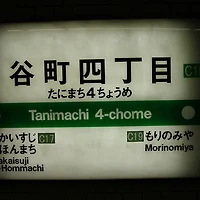 谷町四丁目 C18
たにまち4ちょうめ
Tanimachi 4-chome
かいすじ C17 C19 もりのみや
ほんまち Morinomiya
akaisuji
-Hommachi